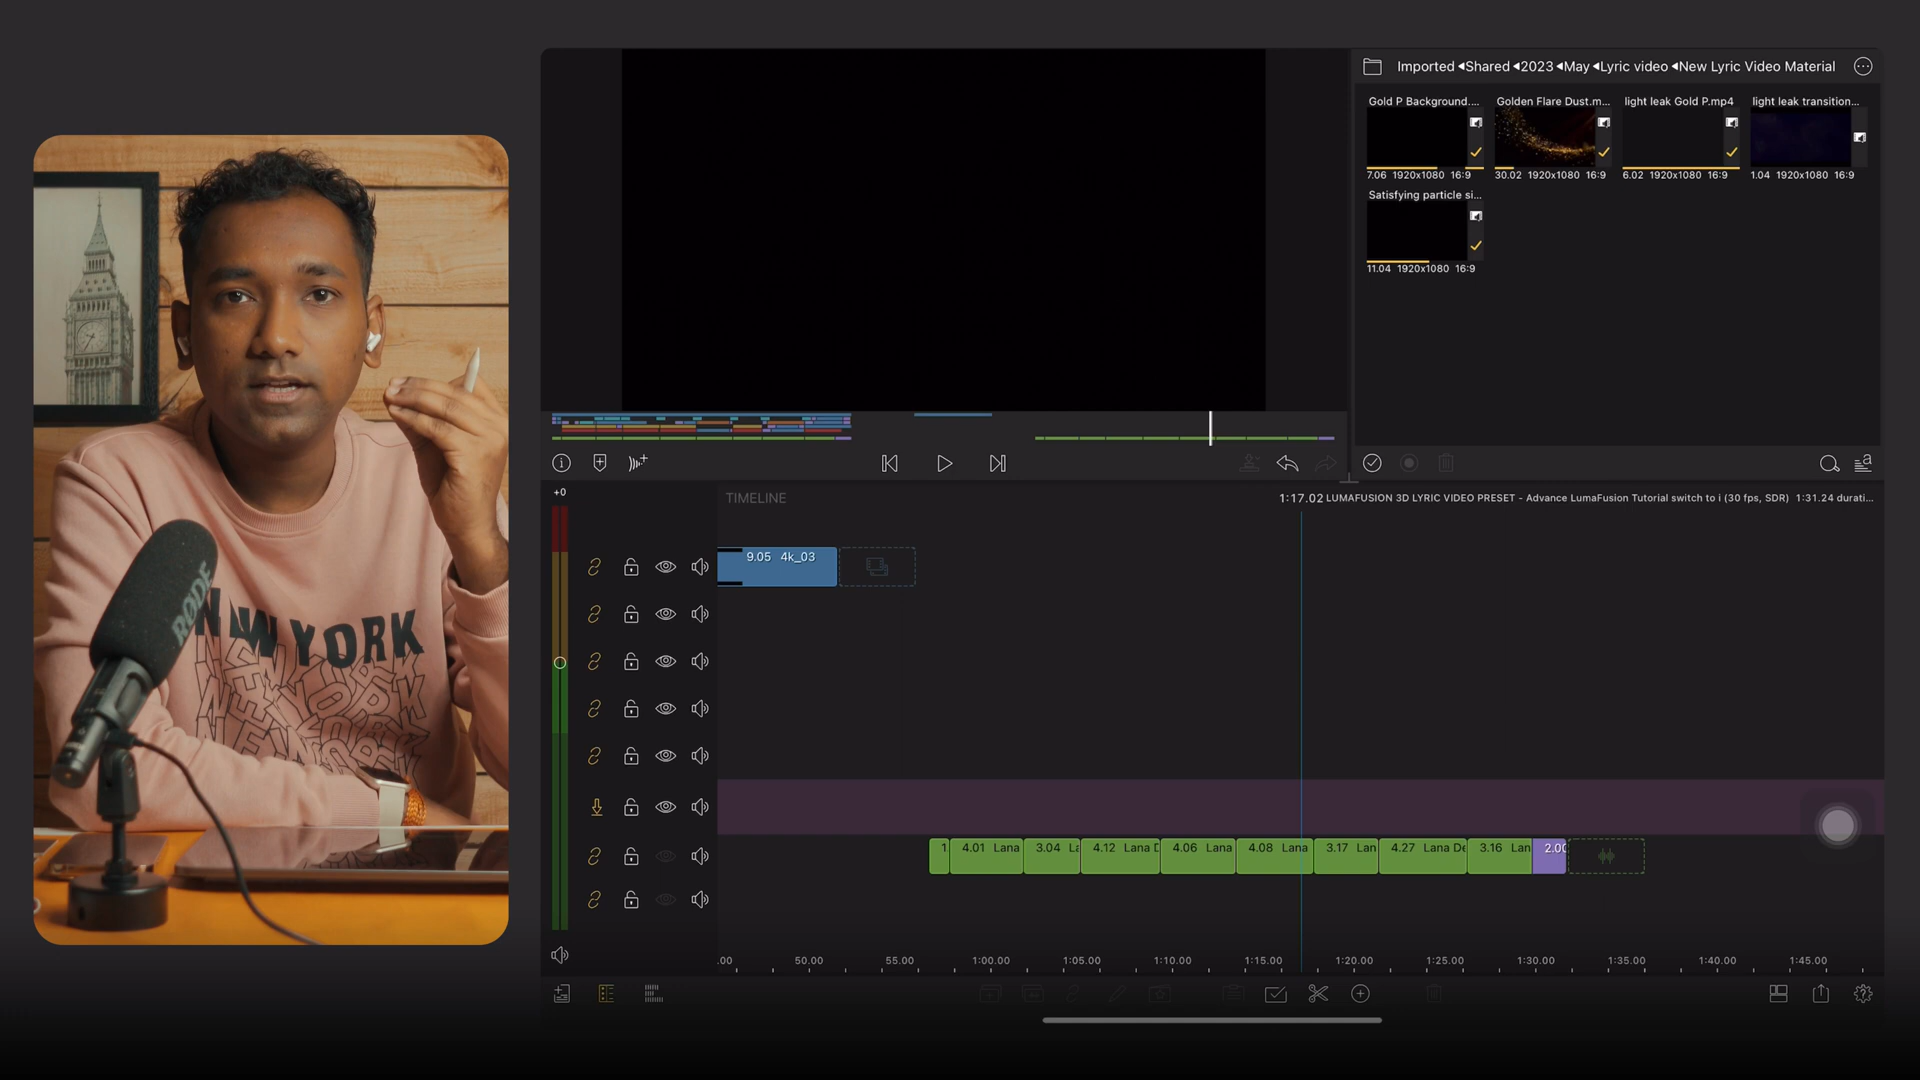 Imported ◂Shared ◂2023 ◂May ◂Lyric video ◂New Lyric Video Material
Gold P Background....
Golden Flare Dust.m...
light leak Gold P.mp4
light leak transition...
7.06 1920x1080 16:9
30.02 1920x1080 16:9
6.02 1920x1080 16:9
1.04 1920x1080 16:9
Satisfying particle si...
11.04 1920x1080 16:9
+0
TIMELINE
1:17.02 LUMAFUSION 3D LYRIC VIDEO PRESET - Advance LumaFusion Tutorial switch to i (30 fps, SDR) 1:31.24 durati...
9.05 4k_03
RODE
NEW YORK
1
4.01 Lana
3.04 La
4.12 Lana D
4.06 Lana
4.08 Lana
3.17 Lan
4.27 Lana De
3.16 Lan
2.00
.00
50.00
55.00
1:00.00
1:05.00
1:10.00
1:15.00
1:20.00
1:25.00
1:30.00
1:35.00
1:40.00
1:45.00